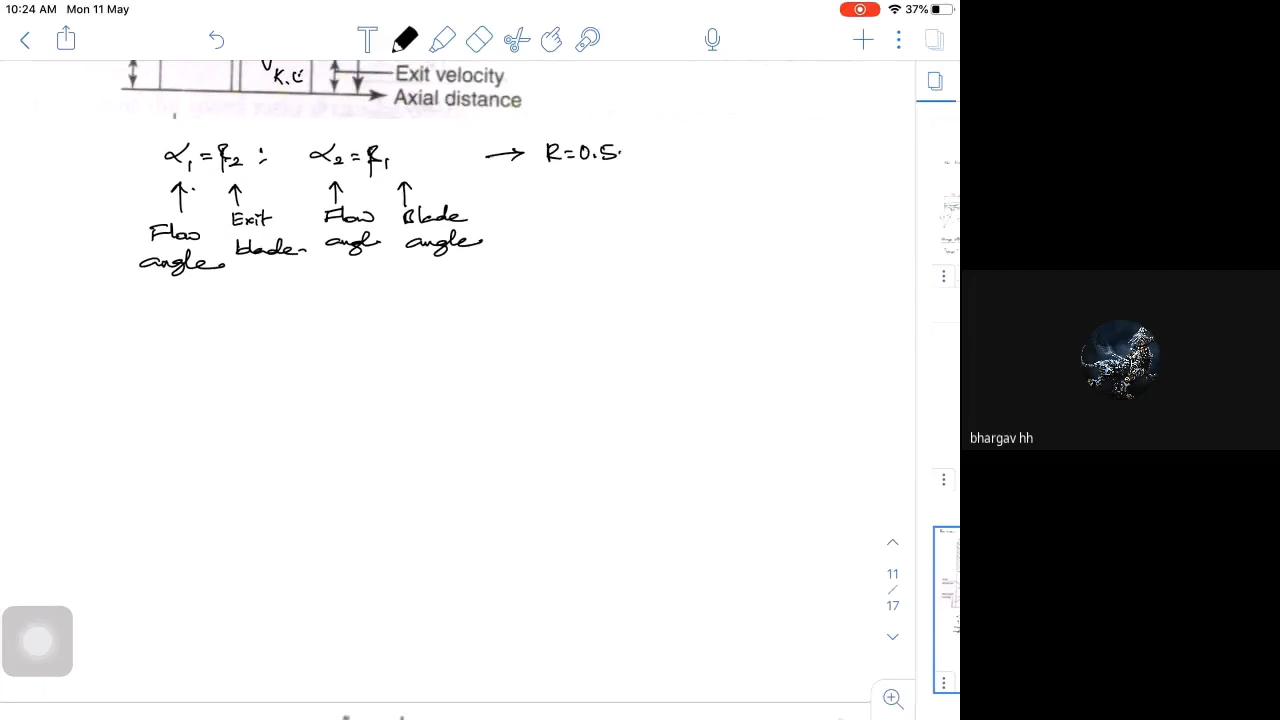 10:24 AM Mon 11 May
37%
T
K.E
Exit velocity
Axial distance
α₁ = β₂ ; α₂ = β₁ → R=0.5.
Flow angle
Exit blade
Flow angl
Blade angle
11
/
17
bhargav hh